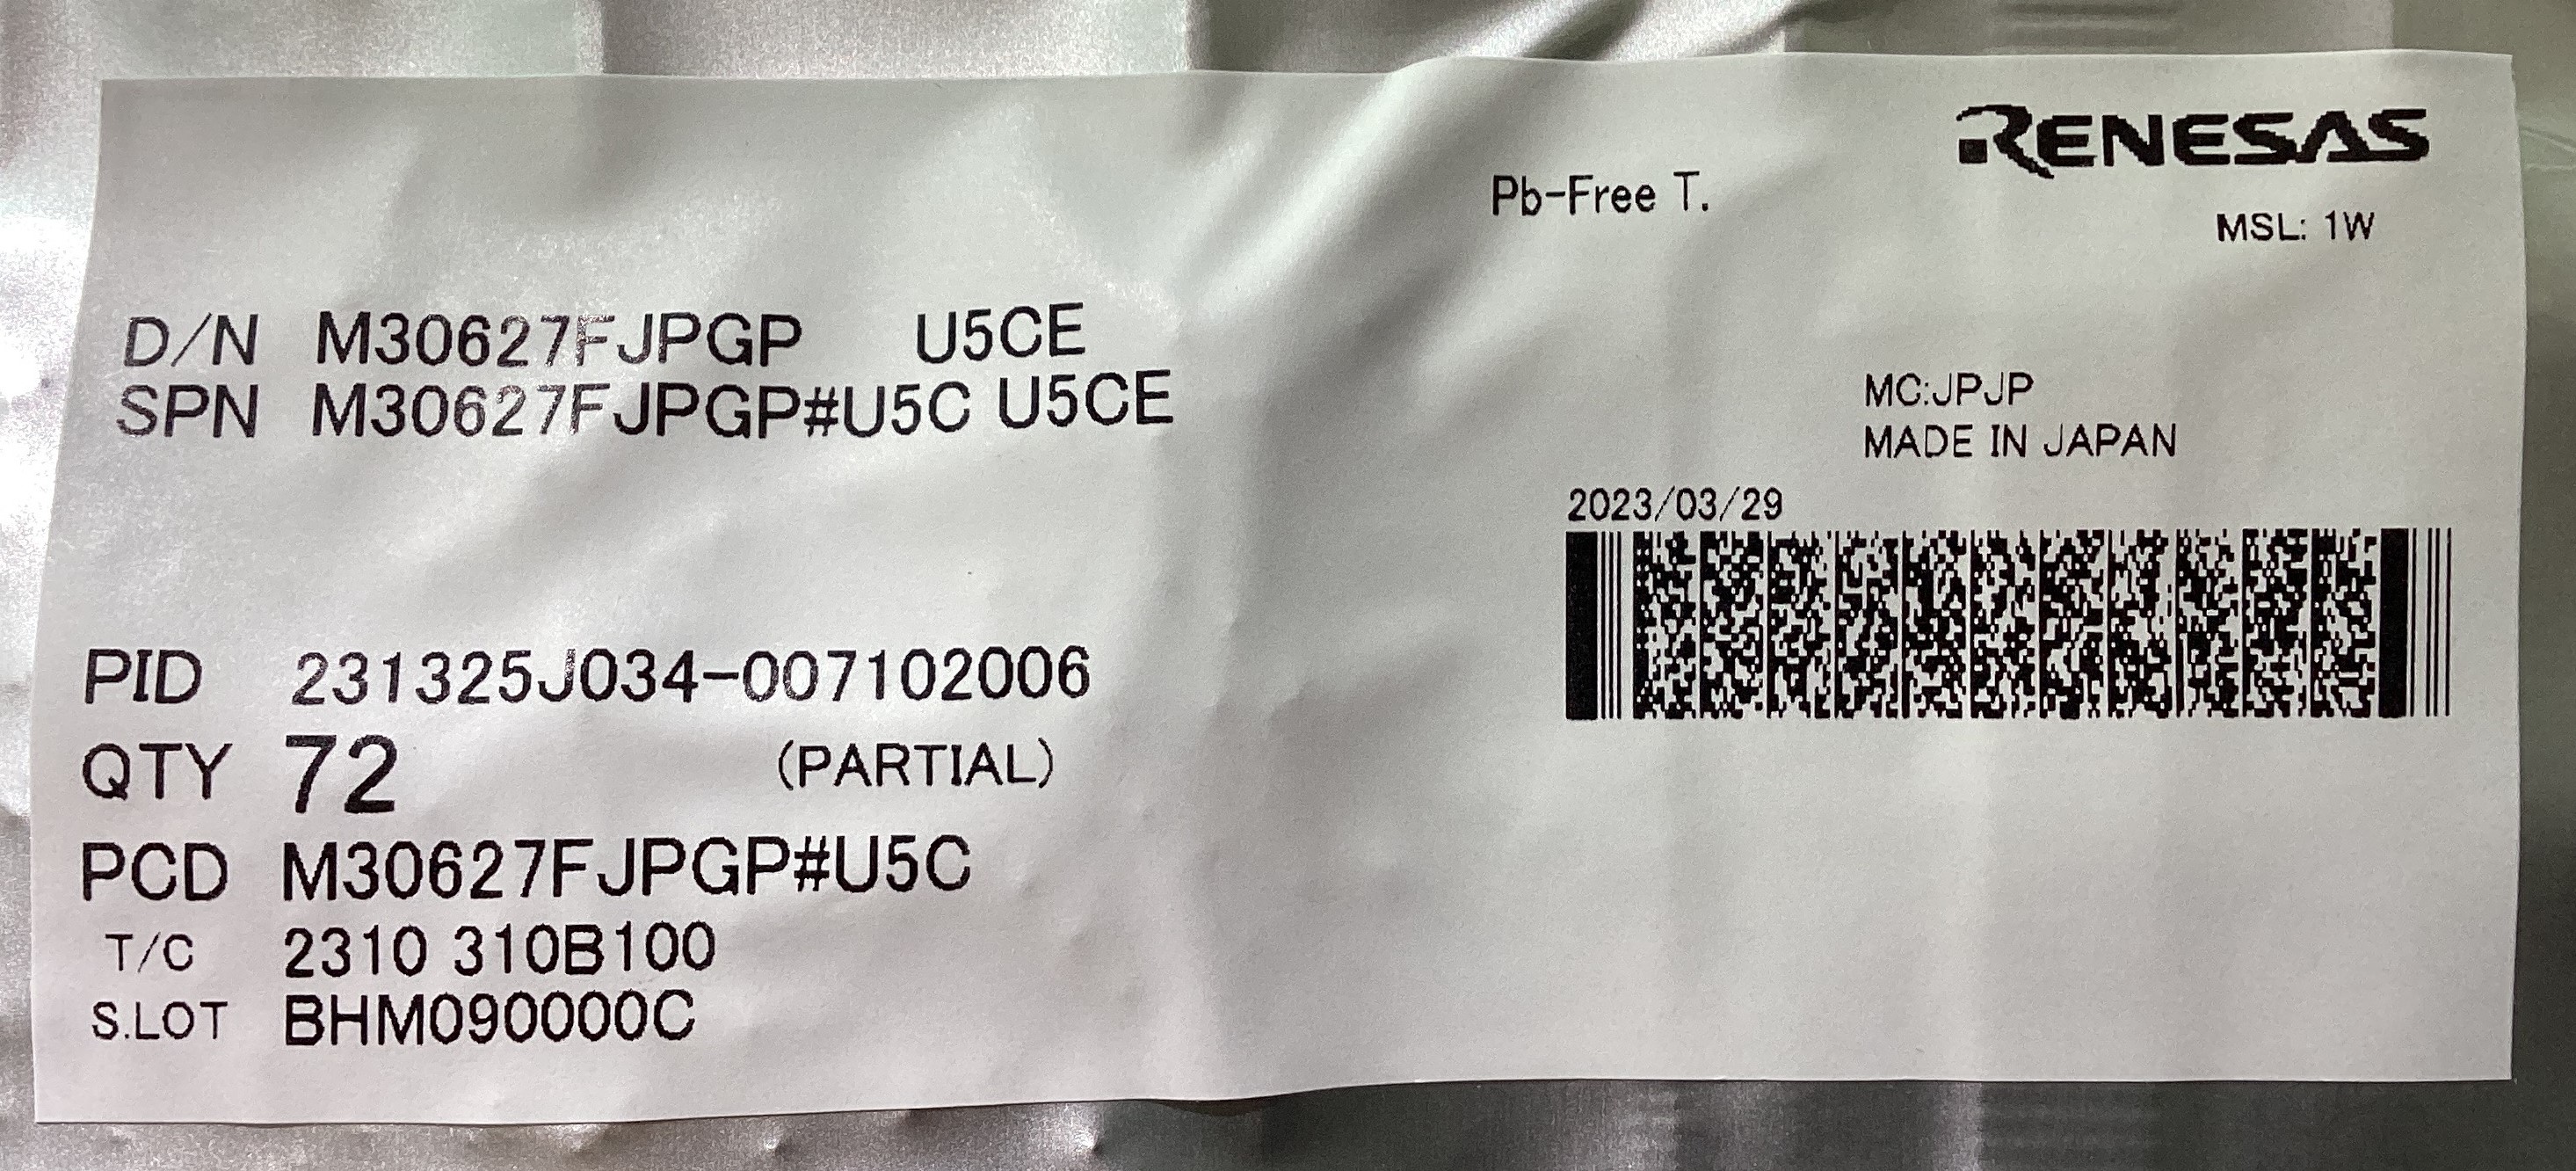 RENESAS
Pb-Free T.
MSL: 1W
D/N M30627FJPGP U5CE
SPN M30627FJPGP#U5C U5CE
MC:JPJP
MADE IN JAPAN
2023/03/29
PID 231325J034-007102006
QTY 72 (PARTIAL)
PCD M30627FJPGP#U5C
T/C 2310 310B100
S.LOT BHM090000C